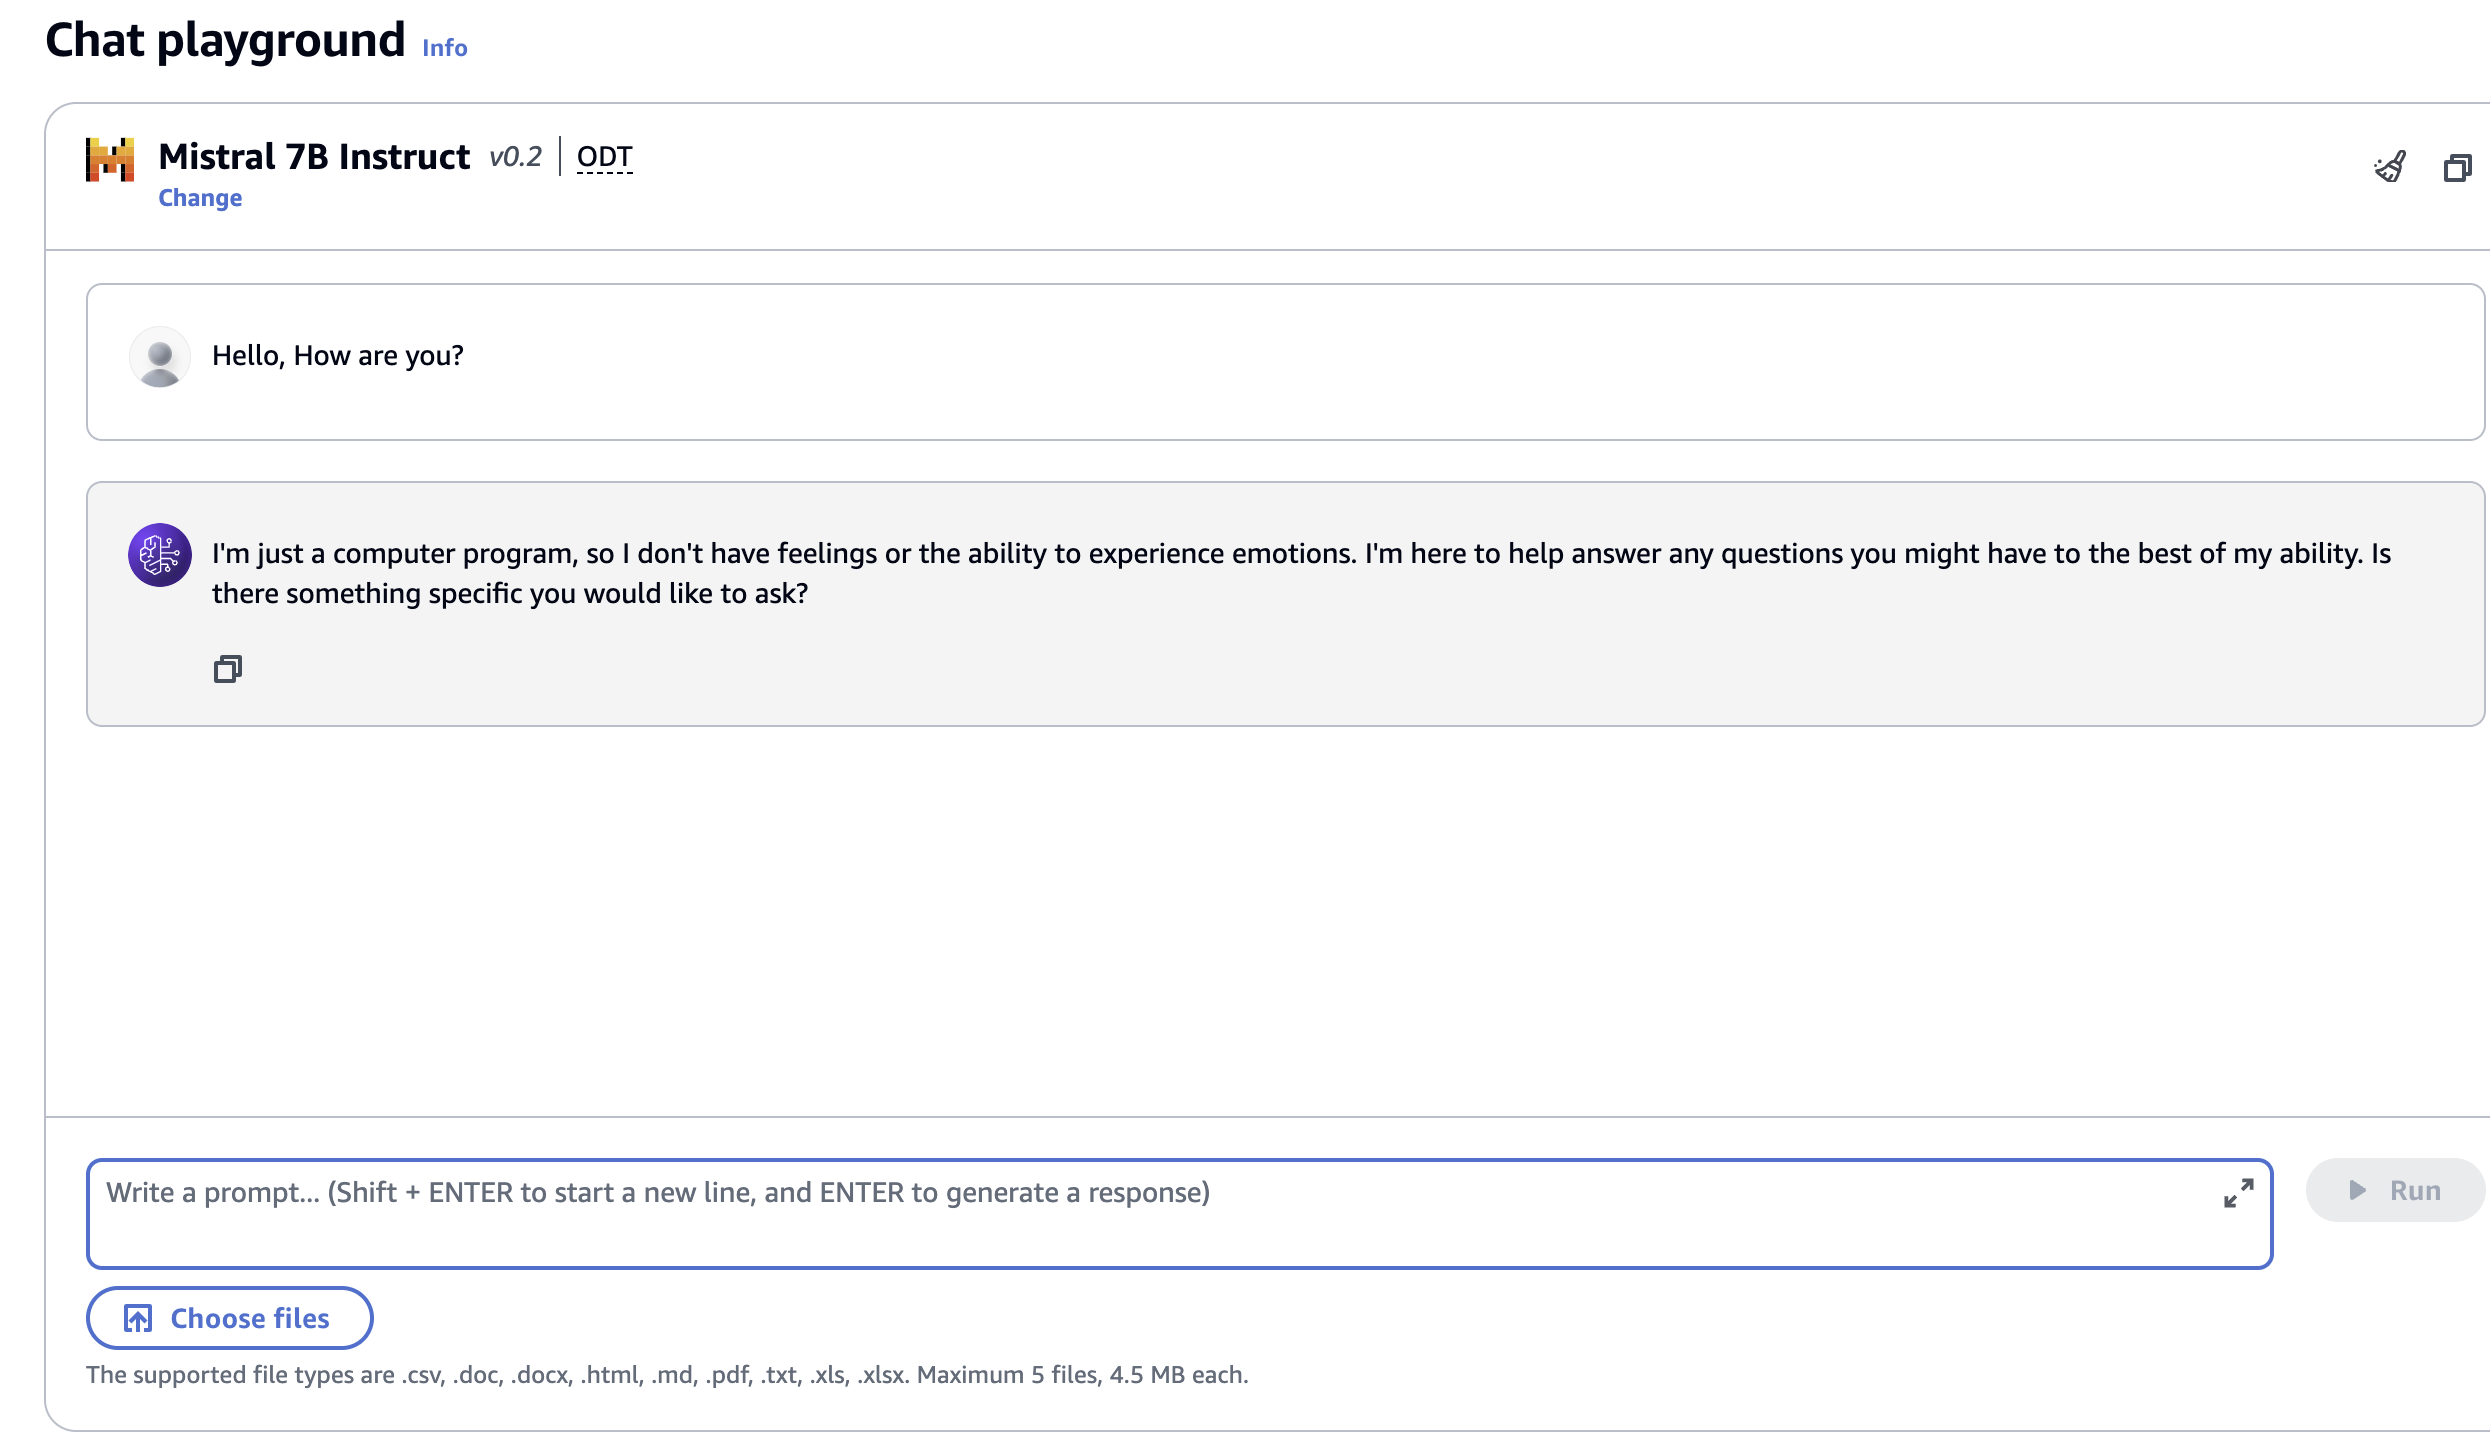 Chat playground Info
Mistral 7B Instruct v0.2 | ODT
Change
Hello, How are you?
I'm just a computer program, so I don't have feelings or the ability to experience emotions. I'm here to help answer any questions you might have to the best of my ability. Is
there something specific you would like to ask?
Write a prompt... (Shift + ENTER to start a new line, and ENTER to generate a response)
Run
Choose files
The supported file types are .csv, .doc, .docx, .html, .md, .pdf, .txt, .xls, .xlsx. Maximum 5 files, 4.5 MB each.